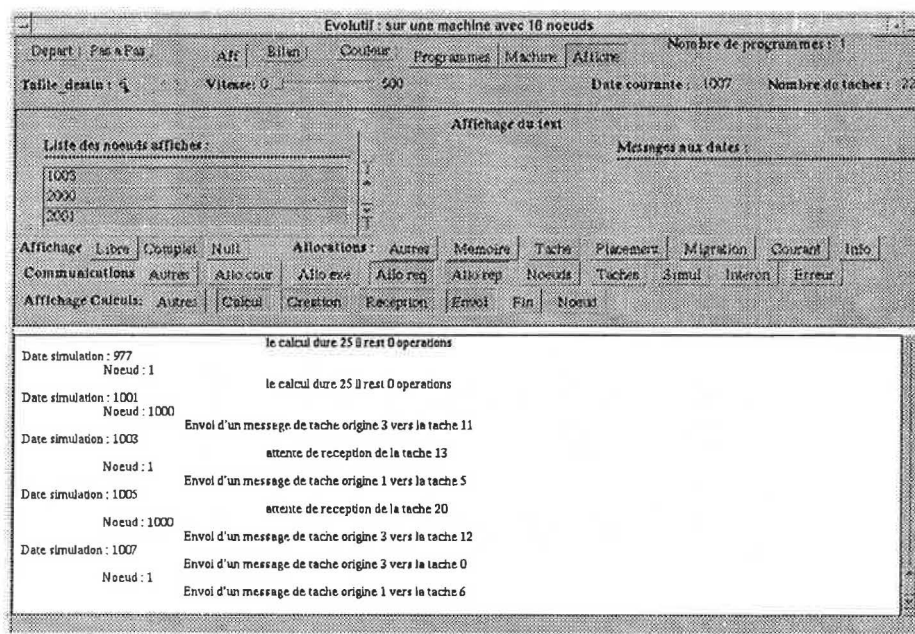 Evolutif : sur une machine avec 16 noeuds
Depart Pas a Pas Aff Bilan Couleur Programmes Machine Affiche Nombre de programmes : 1
Taille_dessin : Vitesse: 0 500 Date courante : 1007 Nombre de taches : 22
Affichage du text
Liste des noeuds affiches : Messages aux dates :
1003
2000
2001
Affichage Libre Complet Null Allocations : Autres Memoire Tache Placement Migration Courant Info
Communications Autres Allo cour Allo exe Allo req Allo rep Noeuds Taches Simul Interon Erreur
Affichage Calculs: Autres Calcul Creation Reception Envoi Fin Noeud
le calcul dure 25 il rest 0 operations
Date simulation : 977
Noeud : 1
le calcul dure 25 il rest 0 operations
Date simulation : 1001
Noeud : 1000
Envoi d'un message de tache origine 3 vers la tache 11
Date simulation : 1003
attente de reception de la tache 13
Noeud : 1
Envoi d'un message de tache origine 1 vers la tache 5
Date simulation : 1005
attente de reception de la tache 20
Noeud : 1000
Envoi d'un message de tache origine 3 vers la tache 12
Date simulation : 1007
Envoi d'un message de tache origine 3 vers la tache 0
Noeud : 1
Envoi d'un message de tache origine 1 vers la tache 6